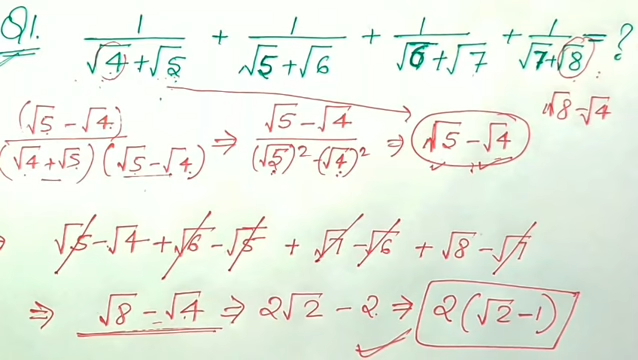 Q1. 1/(√4+√5) + 1/(√5+√6) + 1/(√6+√7) + 1/(√7+√8) = ?
√8-√4
(√5-√4)/((√4+√5)(√5-√4)) ⇒ (√5-√4)/((√5)²-(√4)²) ⇒ √5-√4
⇒ √5-√4+√6-√5 + √7-√6 + √8-√7
⇒ √8-√4 ⇒ 2√2-2 ⇒ 2(√2-1)